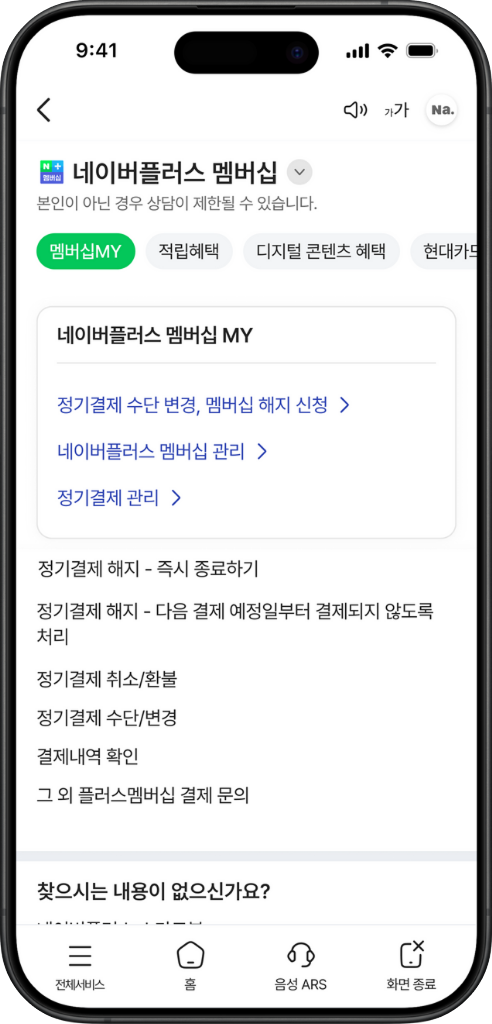 9:41
가가 Na.
N + 멤버십 네이버플러스 멤버십
본인이 아닌 경우 상담이 제한될 수 있습니다.
멤버십MY 적립혜택 디지털 콘텐츠 혜택 현대카드
네이버플러스 멤버십 MY
정기결제 수단 변경, 멤버십 해지 신청
네이버플러스 멤버십 관리
정기결제 관리
정기결제 해지 - 즉시 종료하기
정기결제 해지 - 다음 결제 예정일부터 결제되지 않도록
처리
정기결제 취소/환불
정기결제 수단/변경
결제내역 확인
그 외 플러스멤버십 결제 문의
찾으시는 내용이 없으신가요?
전체서비스 홈 음성 ARS 화면 종료